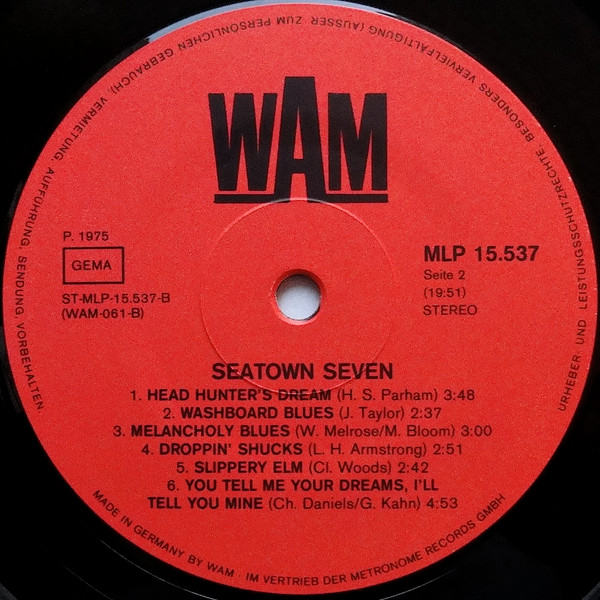 WAM
P. 1975
GEMA
ST-MLP-15.537-B
(WAM-061-B)
MLP 15.537
Seite 2
(19:51)
STEREO
SEATOWN SEVEN
1. HEAD HUNTER'S DREAM (H. S. Parham) 3:48
2. WASHBOARD BLUES (J. Taylor) 2:37
3. MELANCHOLY BLUES (W. Melrose/M. Bloom) 3:00
4. DROPPIN' SHUCKS (L. H. Armstrong) 2:51
5. SLIPPERY ELM (Cl. Woods) 2:42
6. YOU TELL ME YOUR DREAMS, I'LL
TELL YOU MINE (Ch. Daniels/G. Kahn) 4:53
MADE IN GERMANY BY WAM · IM VERTRIEB DER METRONOME RECORDS GMBH
URHEBER- UND LEISTUNGSSCHUTZRECHTE, BESONDERS VERVIELFÄLTIGUNG (AUSSER ZUM PERSÖNLICHEN GEBRAUCH), VERMIETUNG, AUFFÜHRUNG, SENDUNG, VORBEHALTEN.